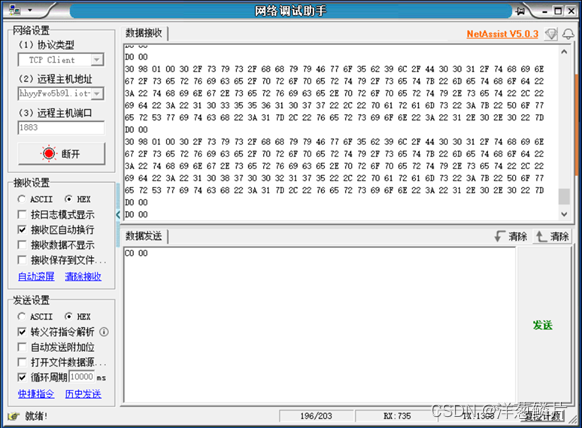 网络调试助手
网络设置
(1) 协议类型
TCP Client
(2) 远程主机地址
hhyyFwo5b9l.iot-
(3) 远程主机端口
1883
断开
接收设置
ASCII HEX
按日志模式显示
接收区自动换行
接收数据不显示
接收保存到文件...
自动滚屏 清除接收
发送设置
ASCII HEX
转义符指令解析
自动发送附加位
打开文件数据源...
循环周期 10000 ms
快捷指令 历史发送
数据接收
NetAssist V5.0.3
D0 00
D0 00
30 98 01 00 30 2F 73 79 73 2F 68 68 79 79 46 77 6F 35 62 39 6C 2F 44 30 30 31 2F 74 68 69 6E
67 2F 73 65 72 76 69 63 65 2F 70 72 6F 70 65 72 74 79 2F 73 65 74 7B 22 6D 65 74 68 6F 64 22
3A 22 74 68 69 6E 67 2E 73 65 72 76 69 63 65 2E 70 72 6F 70 65 72 74 79 2E 73 65 74 22 2C 22
69 64 22 3A 22 31 30 33 35 35 36 31 30 37 37 22 2C 22 70 61 72 61 6D 73 22 3A 7B 22 50 6F 77
65 72 53 77 69 74 63 68 22 3A 31 7D 2C 22 76 65 72 73 69 6F 6E 22 3A 22 31 2E 30 2E 30 22 7D
D0 00
30 98 01 00 30 2F 73 79 73 2F 68 68 79 79 46 77 6F 35 62 39 6C 2F 44 30 30 31 2F 74 68 69 6E
67 2F 73 65 72 76 69 63 65 2F 70 72 6F 70 65 72 74 79 2F 73 65 74 7B 22 6D 65 74 68 6F 64 22
3A 22 74 68 69 6E 67 2E 73 65 72 76 69 63 65 2E 70 72 6F 70 65 72 74 79 2E 73 65 74 22 2C 22
69 64 22 3A 22 31 30 37 30 30 32 31 37 35 22 2C 22 70 61 72 61 6D 73 22 3A 7B 22 50 6F 77
65 72 53 77 69 74 63 68 22 3A 31 7D 2C 22 76 65 72 73 69 6F 6E 22 3A 22 31 2E 30 2E 30 22 7D
D0 00
D0 00
数据发送
清除 清除
C0 00
发送
就绪!
196/203
RX:735
TX:1368
复位计数
CSDN @洋葱鳞片